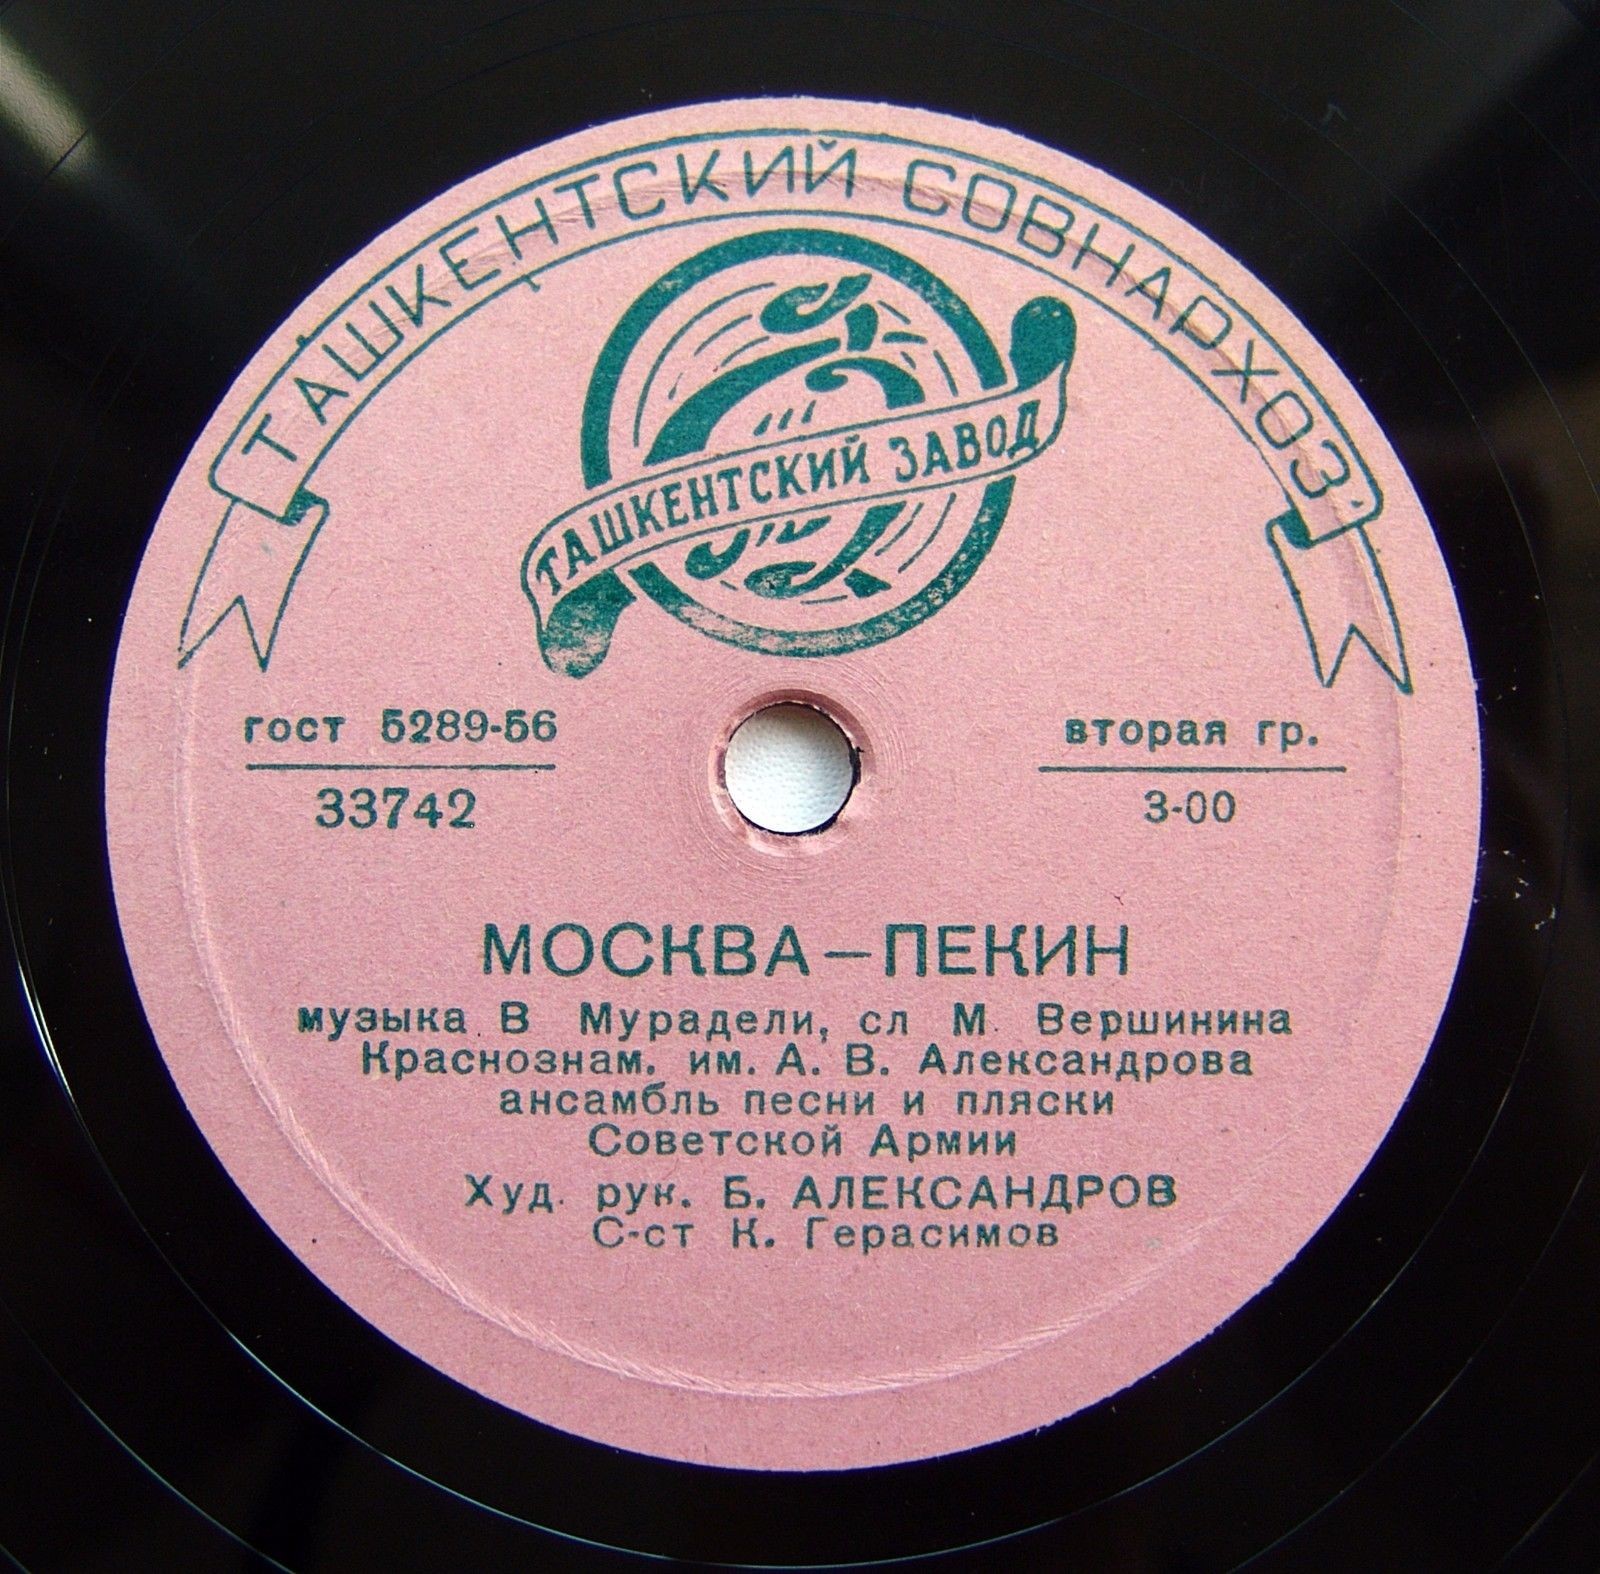 ТАШКЕНТСКИЙ СОВНАРХОЗ
ТАШКЕНТСКИЙ ЗАВОД
гост 5289-56
33742
вторая гр.
3-00
МОСКВА – ПЕКИН
музыка В Мурадели, сл М. Вершинина
Краснознам. им. А. В. Александрова
ансамбль песни и пляски
Советской Армии
Худ. рук. Б. АЛЕКСАНДРОВ
С-ст К. Герасимов